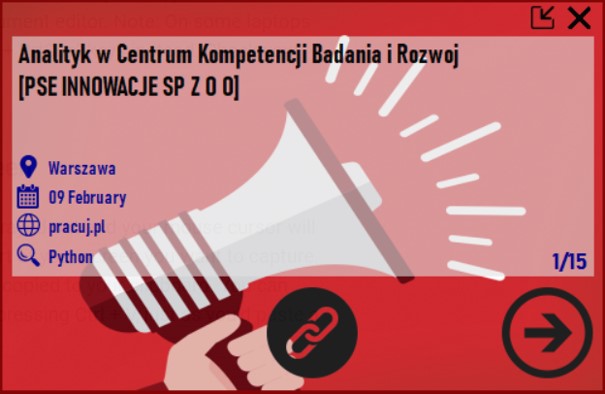 Analityk w Centrum Kompetencji Badania i Rozwoj
[PSE INNOWACJE SP Z O O]
Warszawa
09 February
pracuj.pl
Python
1/15